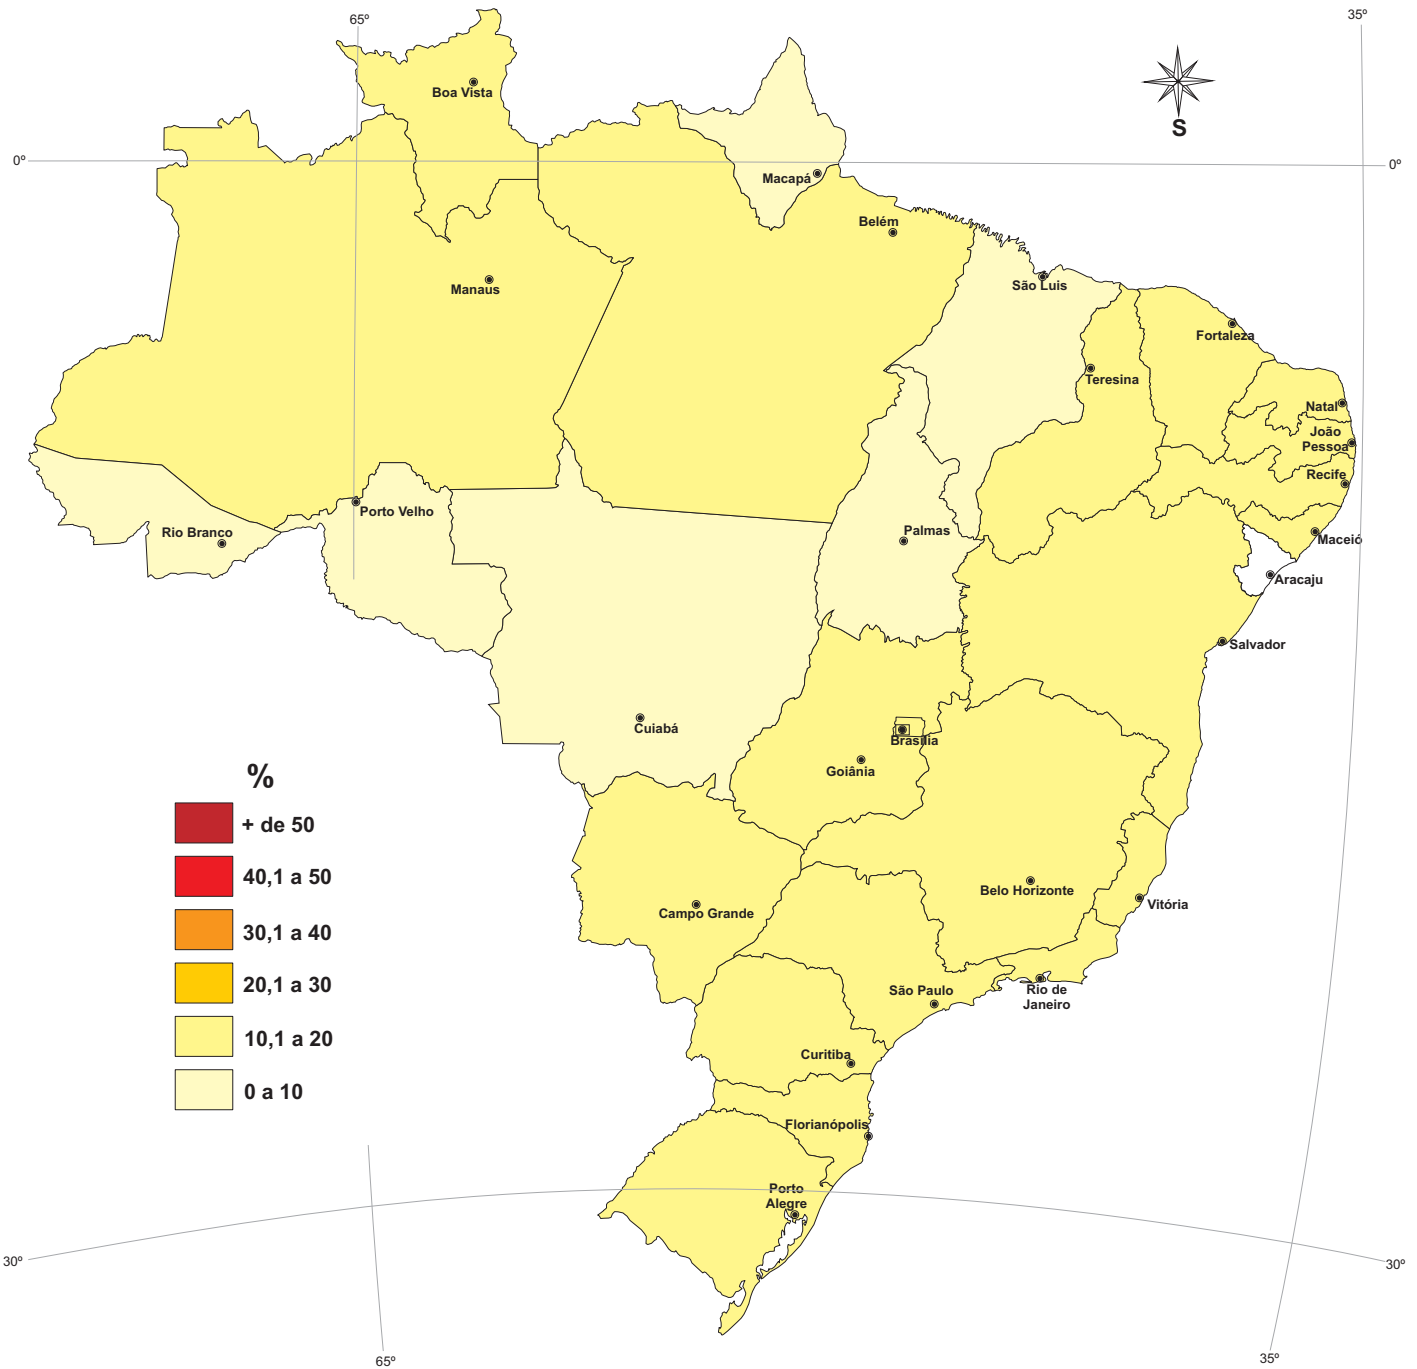 65º
35º
Boa Vista
S
0º
0º
Macapá
Belém
São Luis
Manaus
Fortaleza
Teresina
Natal
João
Pessoa
Recife
Porto Velho
Rio Branco
Palmas
Maceió
Aracaju
Salvador
Cuiabá
Brasília
Goiânia
%
+ de 50
40,1 a 50
Belo Horizonte
Vitória
Campo Grande
30,1 a 40
20,1 a 30
São Paulo
Rio de
Janeiro
10,1 a 20
Curitiba
0 a 10
Florianópolis
Porto
Alegre
30º
30º
65º
35º